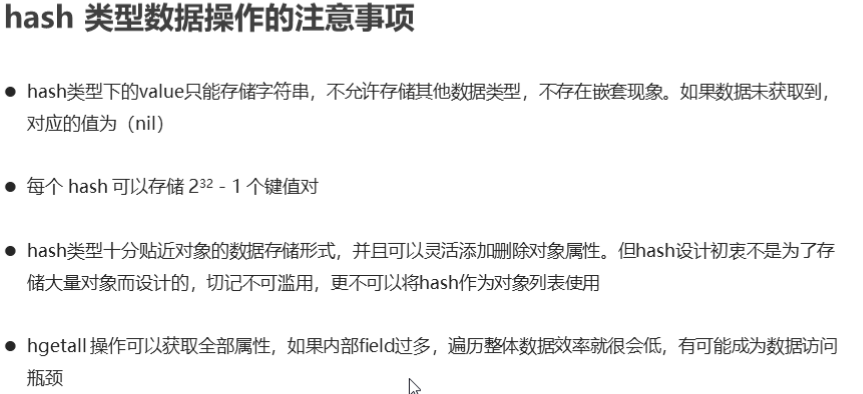 hash 类型数据操作的注意事项
● hash类型下的value只能存储字符串，不允许存储其他数据类型，不存在嵌套现象。如果数据未获取到，
对应的值为（nil）
● 每个 hash 可以存储 2³² - 1 个键值对
● hash类型十分贴近对象的数据存储形式，并且可以灵活添加删除对象属性。但hash设计初衷不是为了存
储大量对象而设计的，切记不可滥用，更不可以将hash作为对象列表使用
● hgetall 操作可以获取全部属性，如果内部field过多，遍历整体数据效率就很会低，有可能成为数据访问
瓶颈